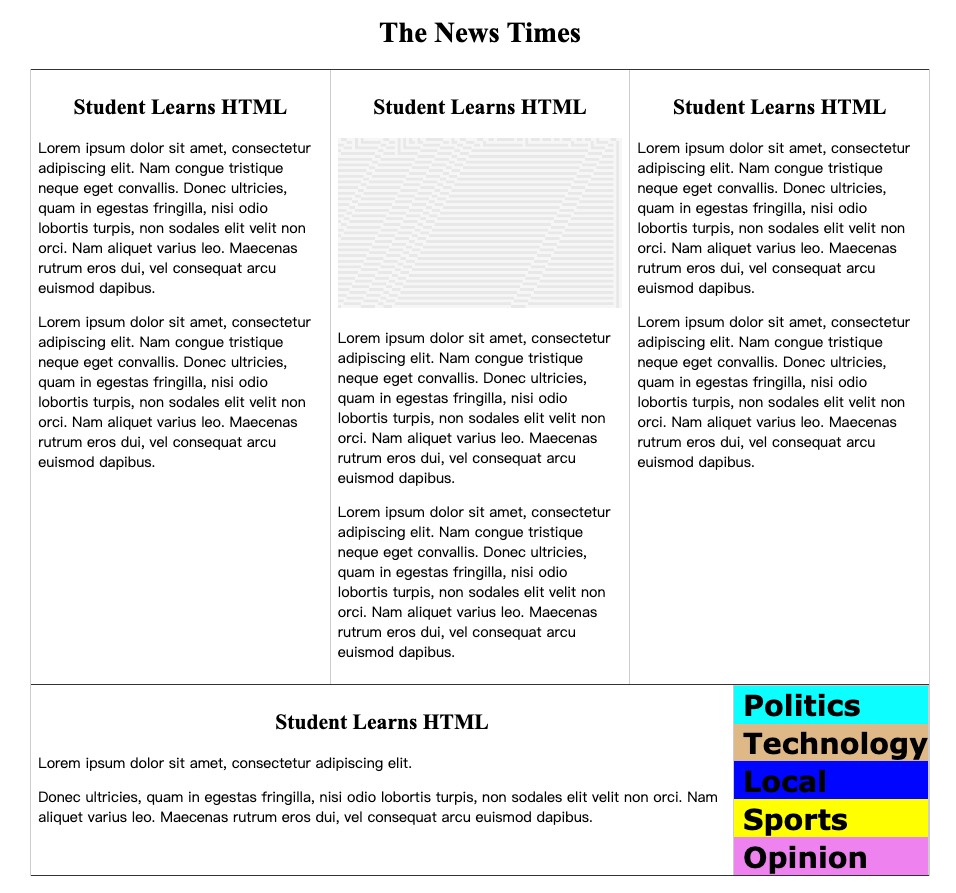 The News Times
Student Learns HTML
Lorem ipsum dolor sit amet, consectetur
adipiscing elit. Nam congue tristique
neque eget convallis. Donec ultricies,
quam in egestas fringilla, nisi odio
lobortis turpis, non sodales elit velit non
orci. Nam aliquet varius leo. Maecenas
rutrum eros dui, vel consequat arcu
euismod dapibus.
Lorem ipsum dolor sit amet, consectetur
adipiscing elit. Nam congue tristique
neque eget convallis. Donec ultricies,
quam in egestas fringilla, nisi odio
lobortis turpis, non sodales elit velit non
orci. Nam aliquet varius leo. Maecenas
rutrum eros dui, vel consequat arcu
euismod dapibus.
Student Learns HTML
Lorem ipsum dolor sit amet, consectetur
adipiscing elit. Nam congue tristique
neque eget convallis. Donec ultricies,
quam in egestas fringilla, nisi odio
lobortis turpis, non sodales elit velit non
orci. Nam aliquet varius leo. Maecenas
rutrum eros dui, vel consequat arcu
euismod dapibus.
Lorem ipsum dolor sit amet, consectetur
adipiscing elit. Nam congue tristique
neque eget convallis. Donec ultricies,
quam in egestas fringilla, nisi odio
lobortis turpis, non sodales elit velit non
orci. Nam aliquet varius leo. Maecenas
rutrum eros dui, vel consequat arcu
euismod dapibus.
Student Learns HTML
Lorem ipsum dolor sit amet, consectetur
adipiscing elit. Nam congue tristique
neque eget convallis. Donec ultricies,
quam in egestas fringilla, nisi odio
lobortis turpis, non sodales elit velit non
orci. Nam aliquet varius leo. Maecenas
rutrum eros dui, vel consequat arcu
euismod dapibus.
Lorem ipsum dolor sit amet, consectetur
adipiscing elit. Nam congue tristique
neque eget convallis. Donec ultricies,
quam in egestas fringilla, nisi odio
lobortis turpis, non sodales elit velit non
orci. Nam aliquet varius leo. Maecenas
rutrum eros dui, vel consequat arcu
euismod dapibus.
Student Learns HTML
Lorem ipsum dolor sit amet, consectetur adipiscing elit.
Donec ultricies, quam in egestas fringilla, nisi odio lobortis turpis, non sodales elit velit non orci. Nam
aliquet varius leo. Maecenas rutrum eros dui, vel consequat arcu euismod dapibus.
Politics
Technology
Local
Sports
Opinion